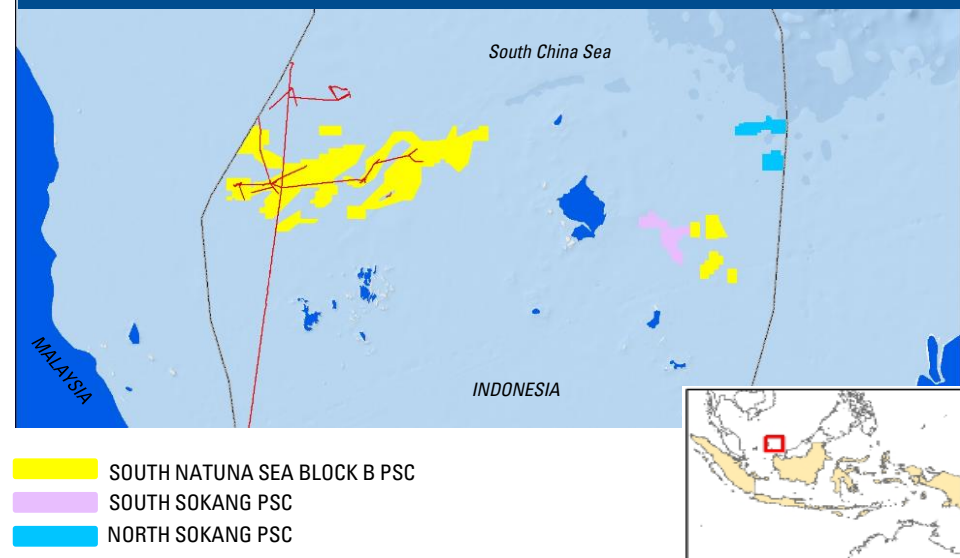 South China Sea
MALAYSIA
INDONESIA
SOUTH NATUNA SEA BLOCK B PSC
SOUTH SOKANG PSC
NORTH SOKANG PSC